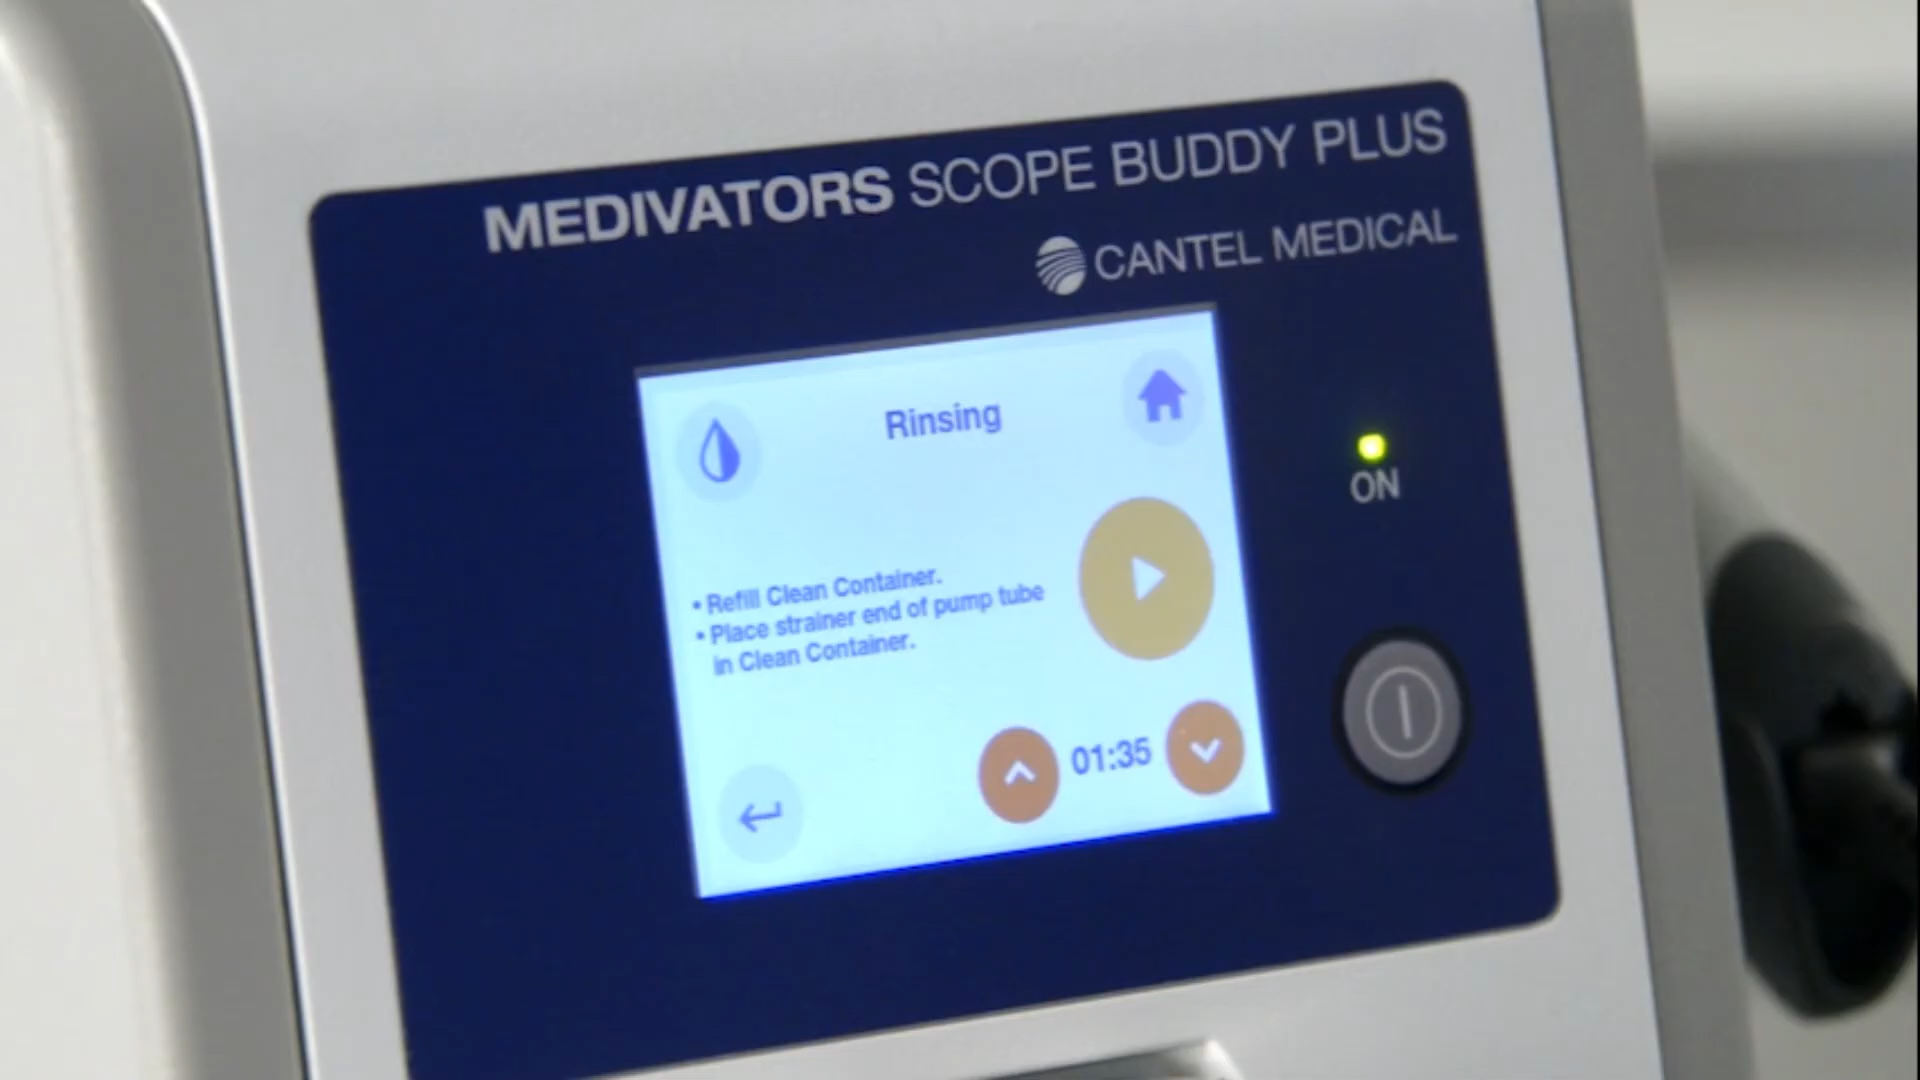 MEDIVATORS SCOPE BUDDY PLUS
CANTEL MEDICAL
Rinsing
ON
• Refill Clean Container.
• Place strainer end of pump tube
in Clean Container.
01:35